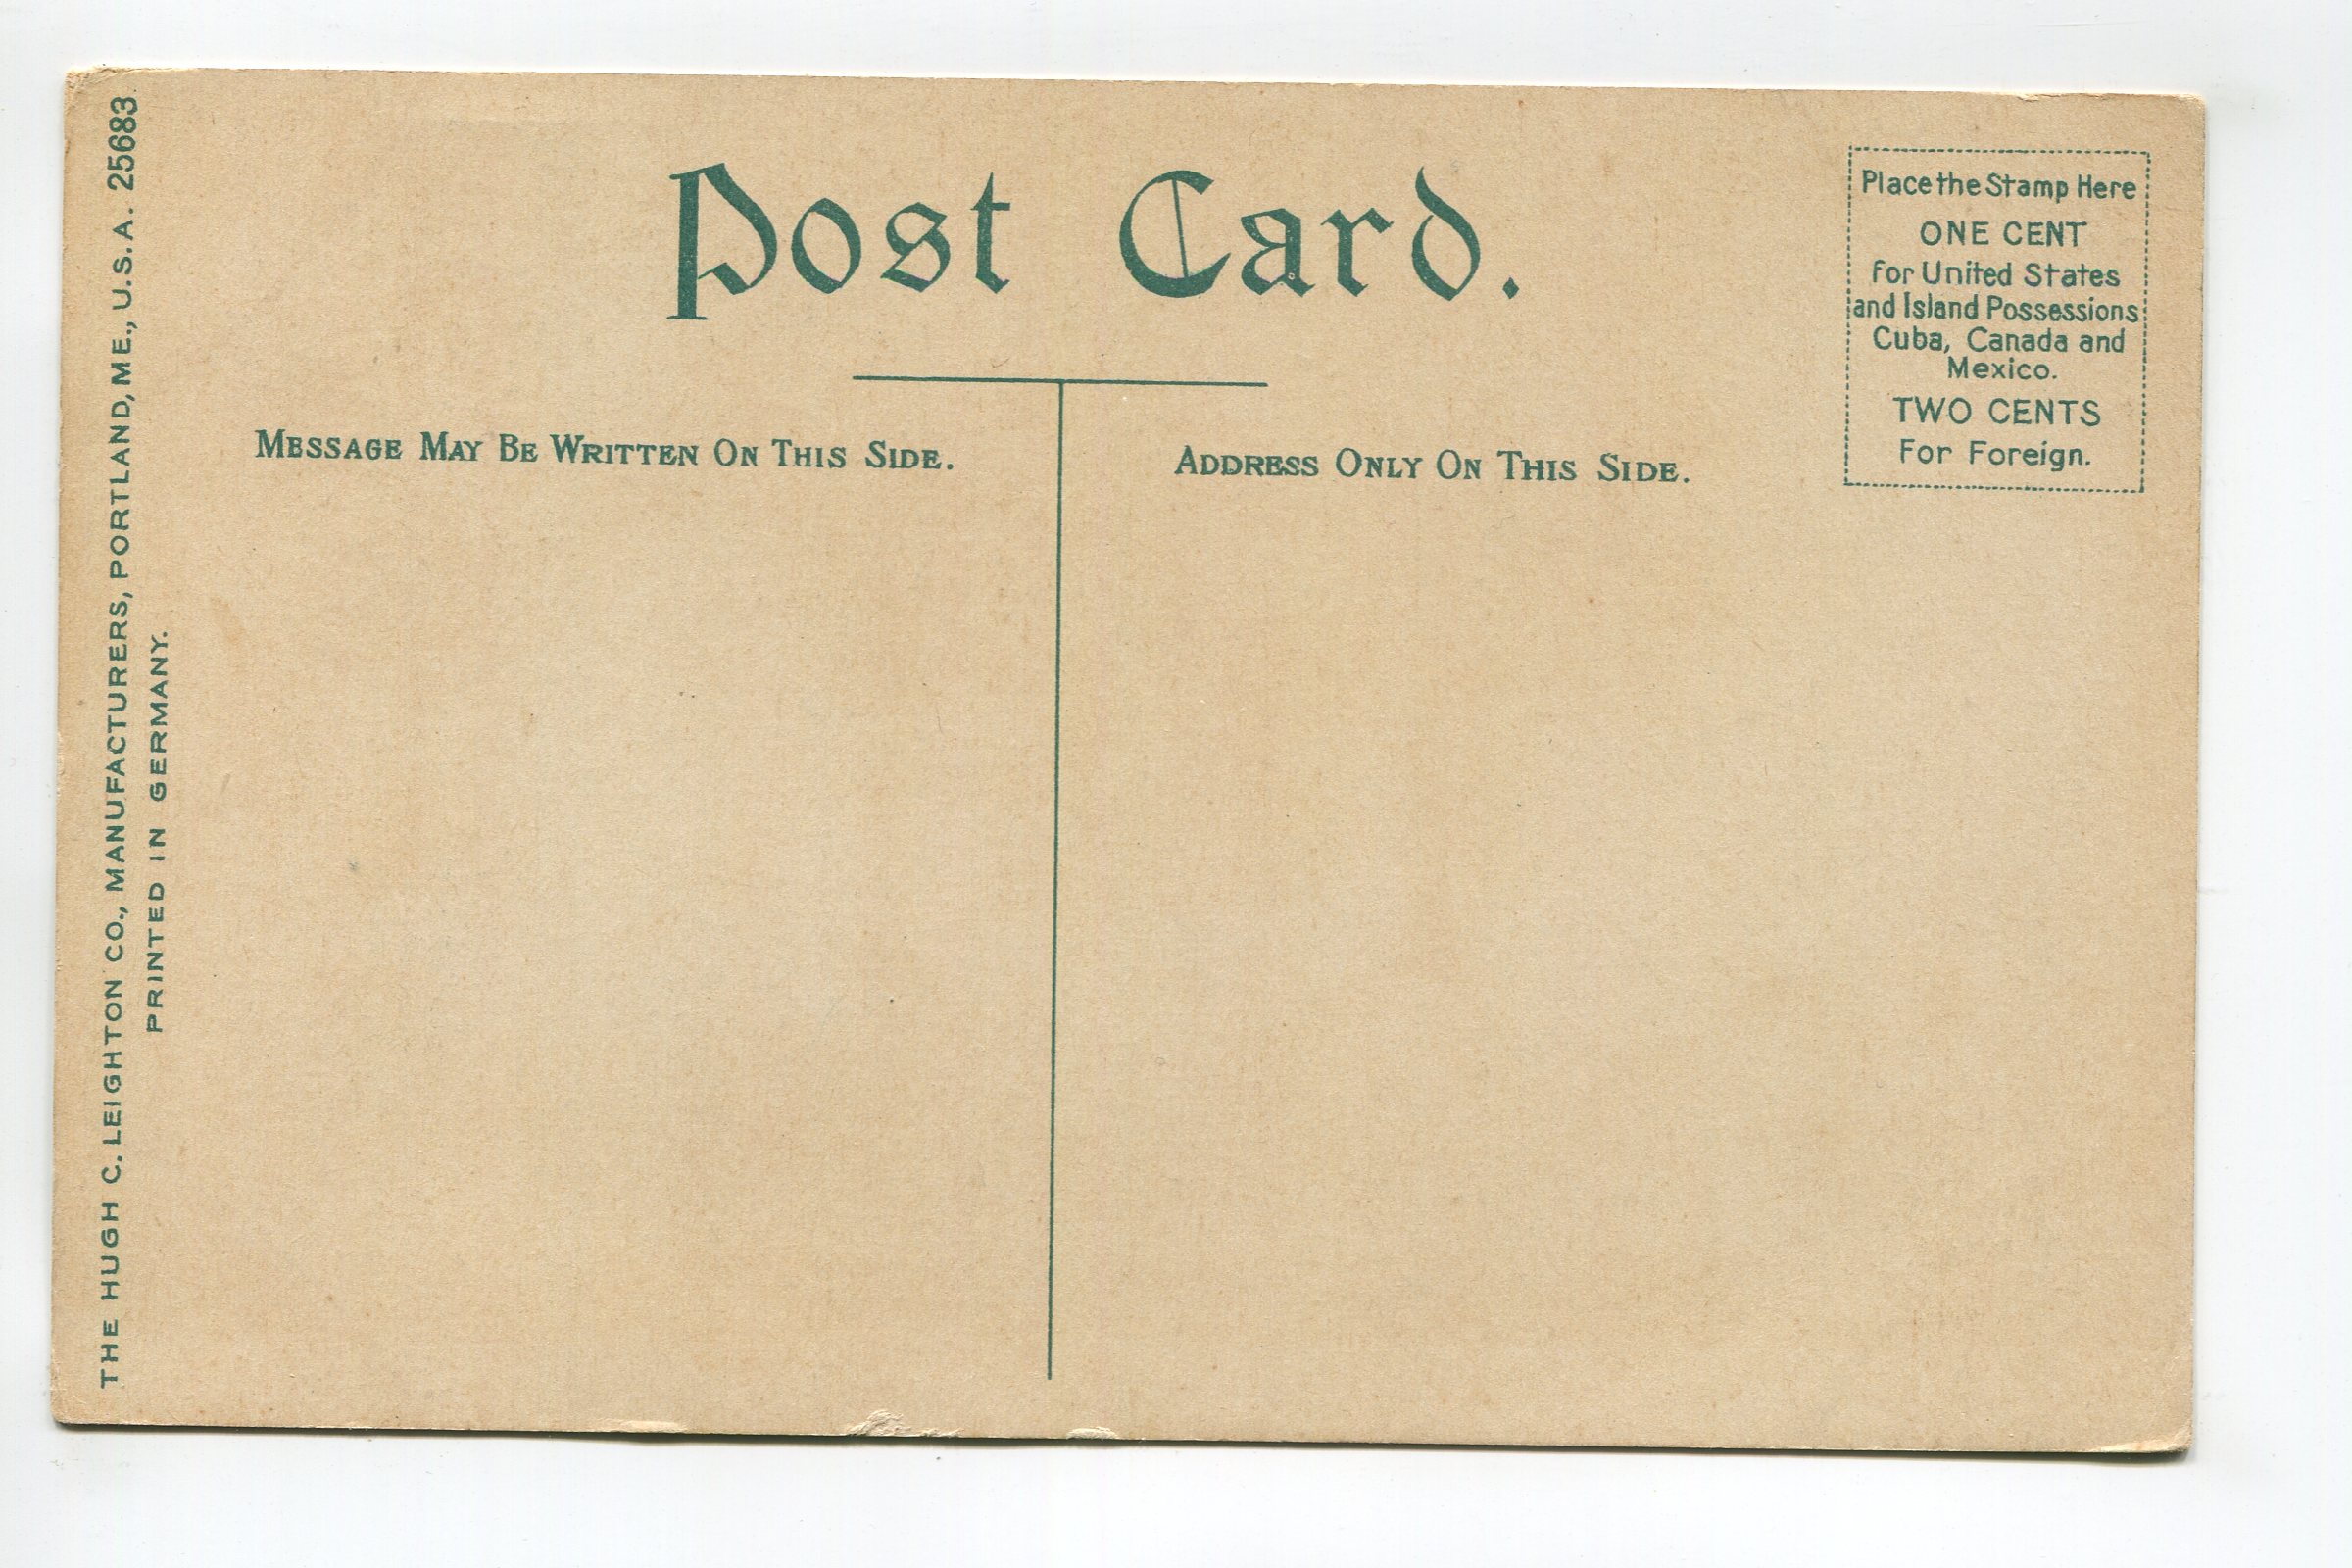 THE HUGH C. LEIGHTON CO., MANUFACTURERS, PORTLAND, ME., U.S.A. 25683
PRINTED IN GERMANY.
Post Card.
MESSAGE MAY BE WRITTEN ON THIS SIDE.
ADDRESS ONLY ON THIS SIDE.
Place the Stamp Here
ONE CENT
for United States
and Island Possessions
Cuba, Canada and
Mexico.
TWO CENTS
For Foreign.